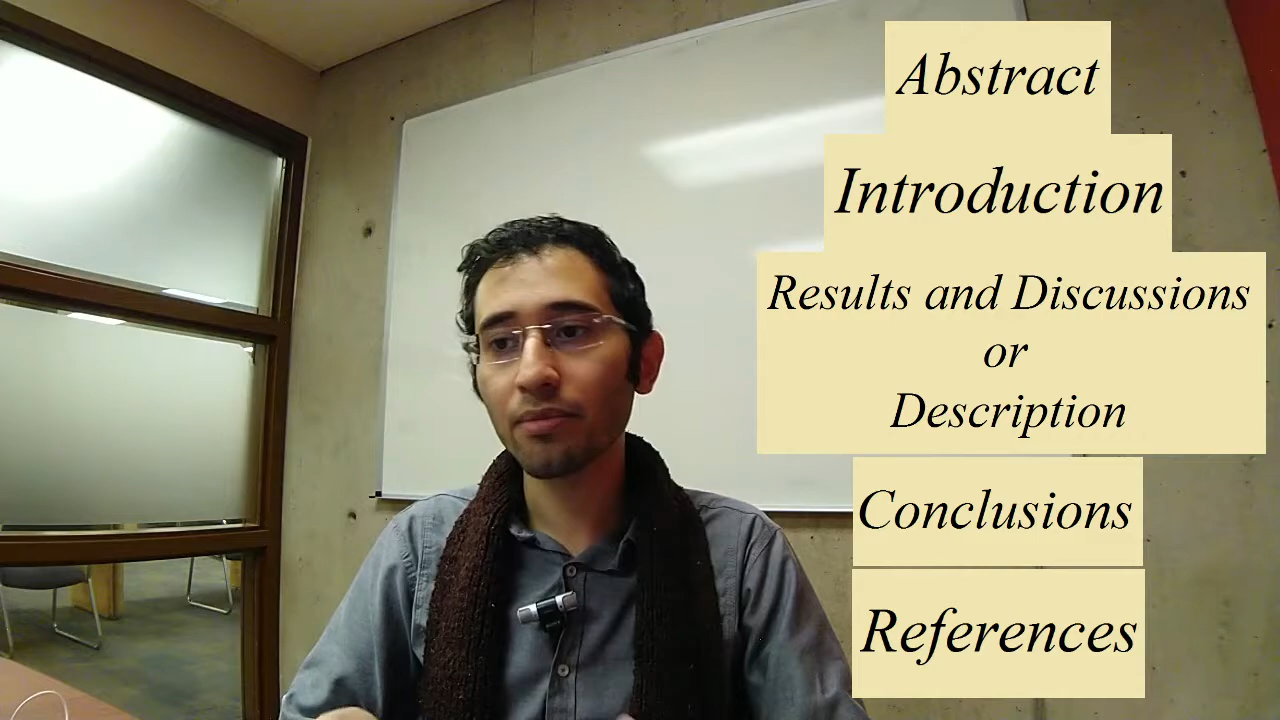 Abstract
Introduction
Results and Discussions
or
Description
Conclusions
References